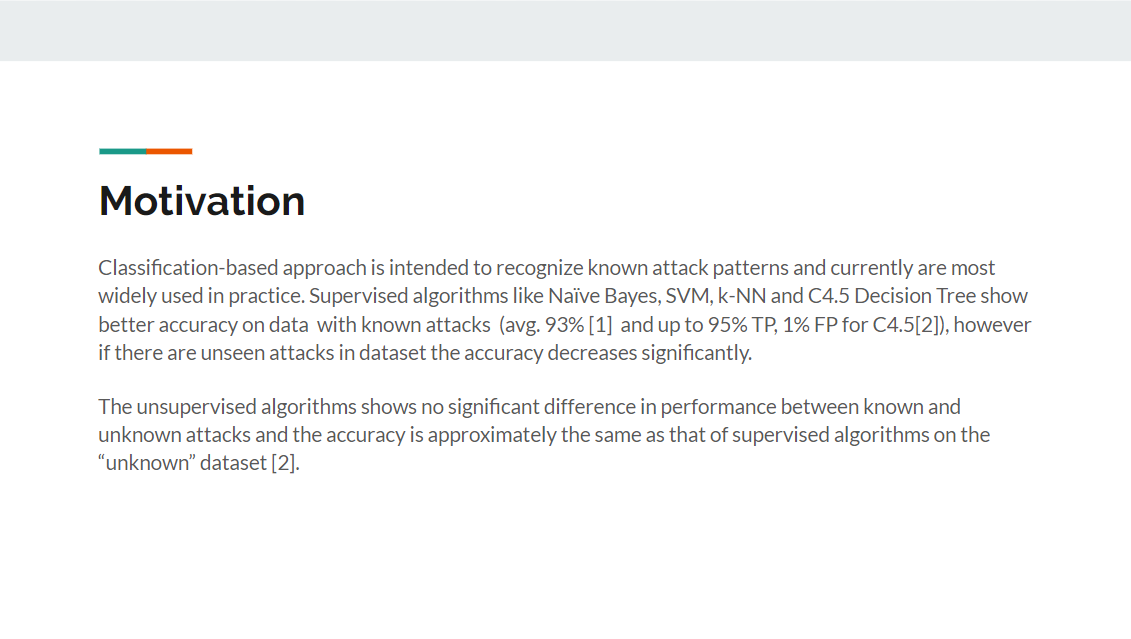 Motivation
Classification-based approach is intended to recognize known attack patterns and currently are most
widely used in practice. Supervised algorithms like Naïve Bayes, SVM, k-NN and C4.5 Decision Tree show
better accuracy on data  with known attacks  (avg. 93% [1]  and up to 95% TP, 1% FP for C4.5[2]), however
if there are unseen attacks in dataset the accuracy decreases significantly.
The unsupervised algorithms shows no significant difference in performance between known and
unknown attacks and the accuracy is approximately the same as that of supervised algorithms on the
“unknown” dataset [2].